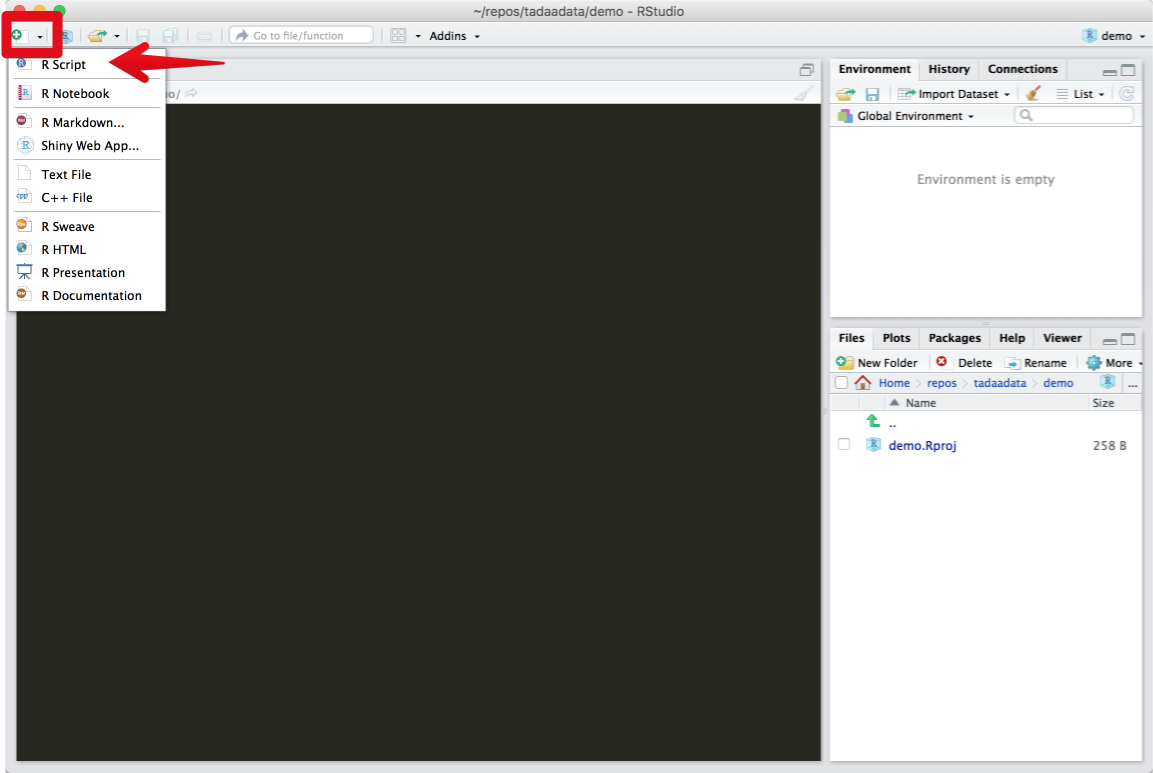 ~/repos/tadaadata/demo - RStudio
Go to file/function
Addins
demo
R Script
R Notebook
R Markdown...
Shiny Web App...
Text File
C++ File
R Sweave
R HTML
R Presentation
R Documentation
o/
Environment History Connections
Import Dataset
List
Global Environment
Environment is empty
Files Plots Packages Help Viewer
New Folder Delete Rename More
Home repos tadaadata demo ...
Name Size
..
demo.Rproj 258 B